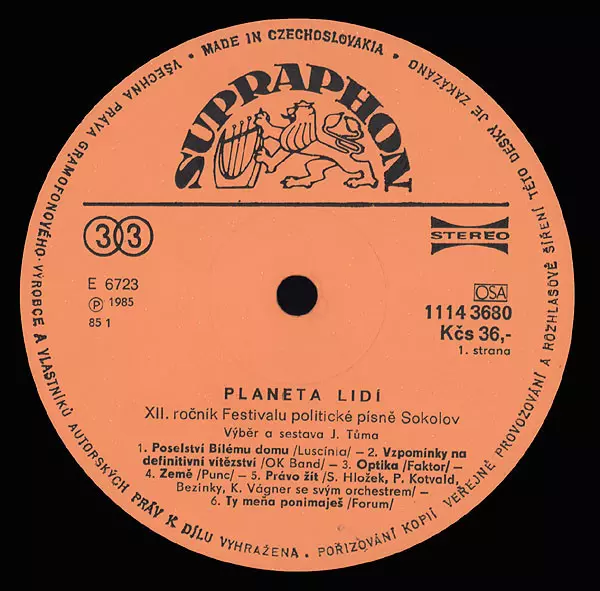 VŠECHNA PRÁVA GRAMOFONOVÉHO · VÝROBCE A VLASTNÍKŮ AUTORSKÝCH PRÁV K DÍLU VYHRAŽENA · POŘIZOVÁNÍ KOPIÍ VEŘEJNÉ PROVOZOVÁNÍ A ROZHLASOVÉ ŠÍŘENÍ TÉTO DESKY JE ZAKÁZÁNO · MADE IN CZECHOSLOVAKIA ·
SUPRAPHON
33
STEREO
E 6723
Ⓟ 1985
85 1
OSA
1114 3680
Kčs 36,-
1. strana
PLANETA LIDÍ
XII. ročník Festivalu politické písně Sokolov
Výběr a sestava J. Tůma
1. Poselství Bílému domu /Luscínia/ – 2. Vzpomínky na
definitivní vítězství /OK Band/ – 3. Optika /Faktor/ –
4. Země /Punc/ – 5. Právo žít /S. Hložek, P. Kotvald,
Bezinky, K. Vágner se svým orchestrem/ –
6. Ty meňa ponimaješ /Forum/